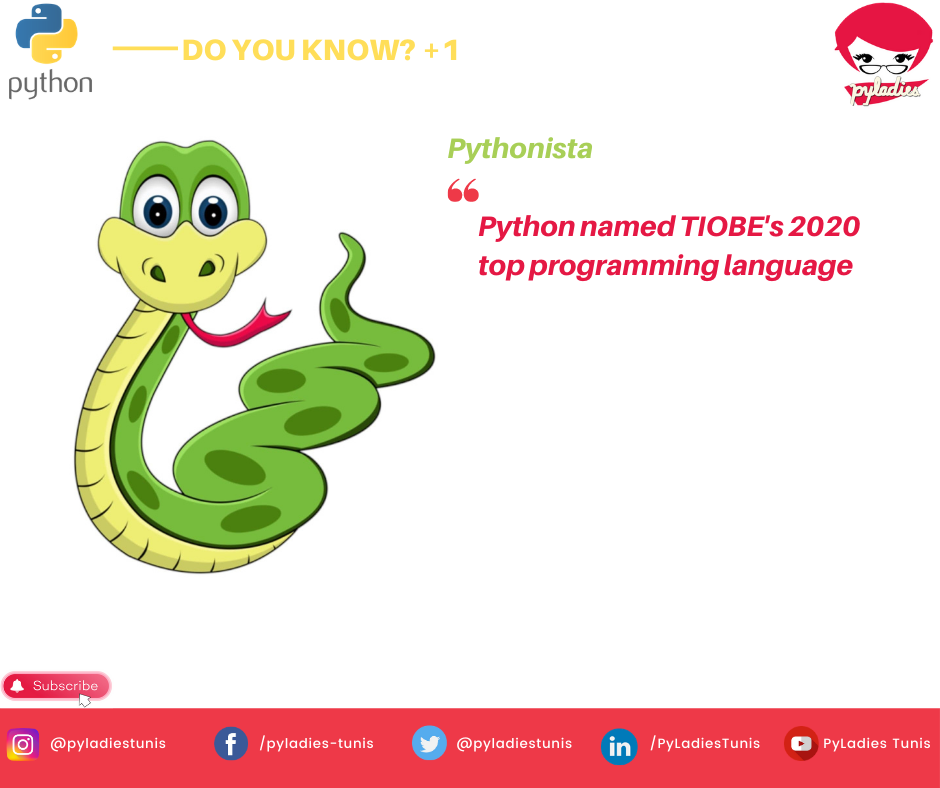 python
DO YOU KNOW? +1
pyladies
Pythonista
“
Python named TIOBE's 2020
top programming language
Subscribe
@pyladiestunis
/pyladies-tunis
@pyladiestunis
/PyLadiesTunis
PyLadies Tunis